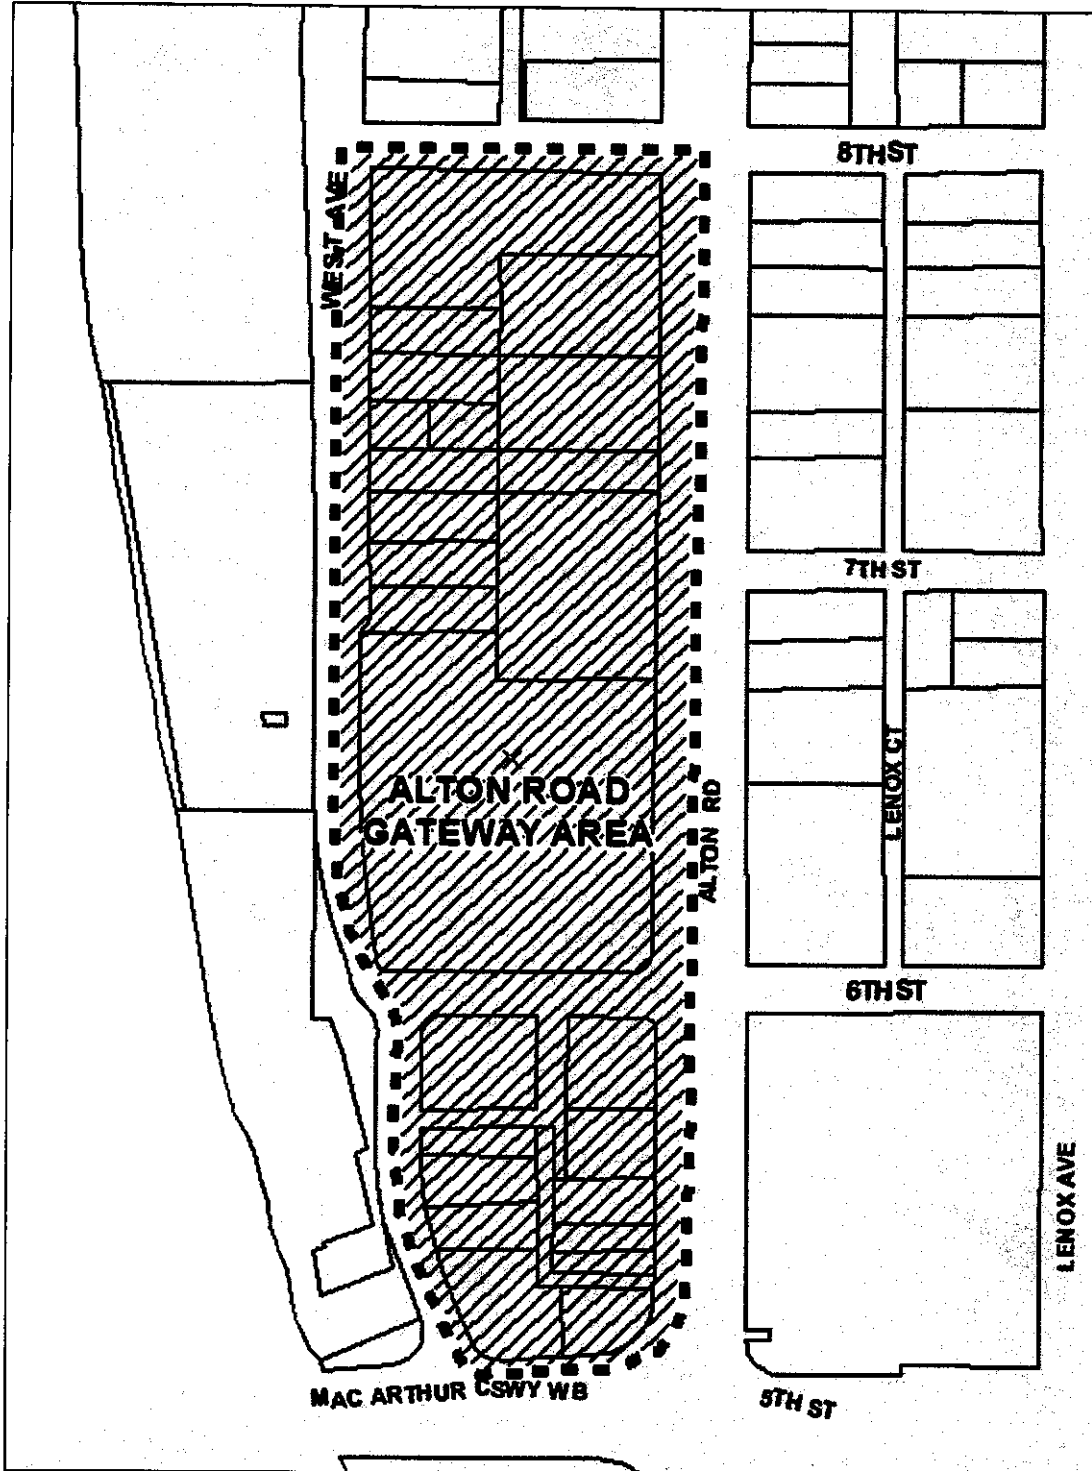 8TH ST
WEST AVE
7TH ST
LENOX CT
ALTON ROAD
GATEWAY AREA
ALTON RD
6TH ST
LENOX AVE
MAC ARTHUR CSWY WB
5TH ST